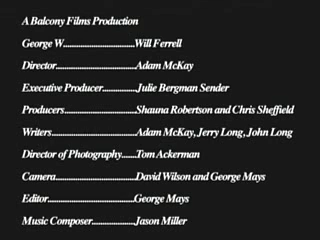 A Balcony Films Production
George W..................................Will Ferrell
Director......................................Adam McKay
Executive Producer................Julie Bergman Sender
Producers..................................Shauna Robertson and Chris Sheffield
Writers........................................Adam McKay, Jerry Long, John Long
Director of Photography.......Tom Ackerman
Camera......................................David Wilson and George Mays
Editor.........................................George Mays
Music Composer.....................Jason Miller